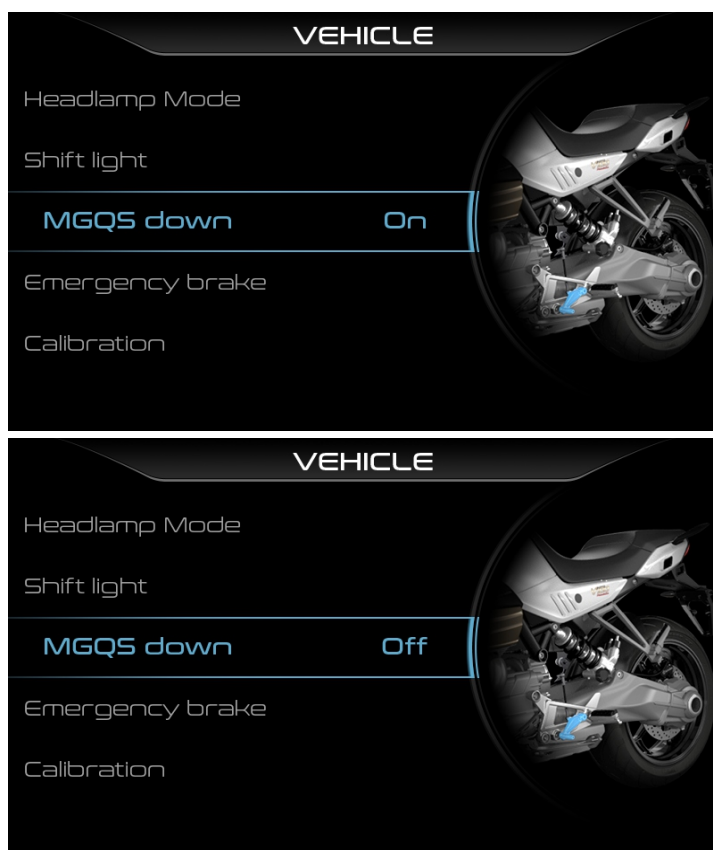 VEHICLE
Headlamp Mode
Shift light
MGQS down On
Emergency brake
Calibration
VEHICLE
Headlamp Mode
Shift light
MGQS down Off
Emergency brake
Calibration